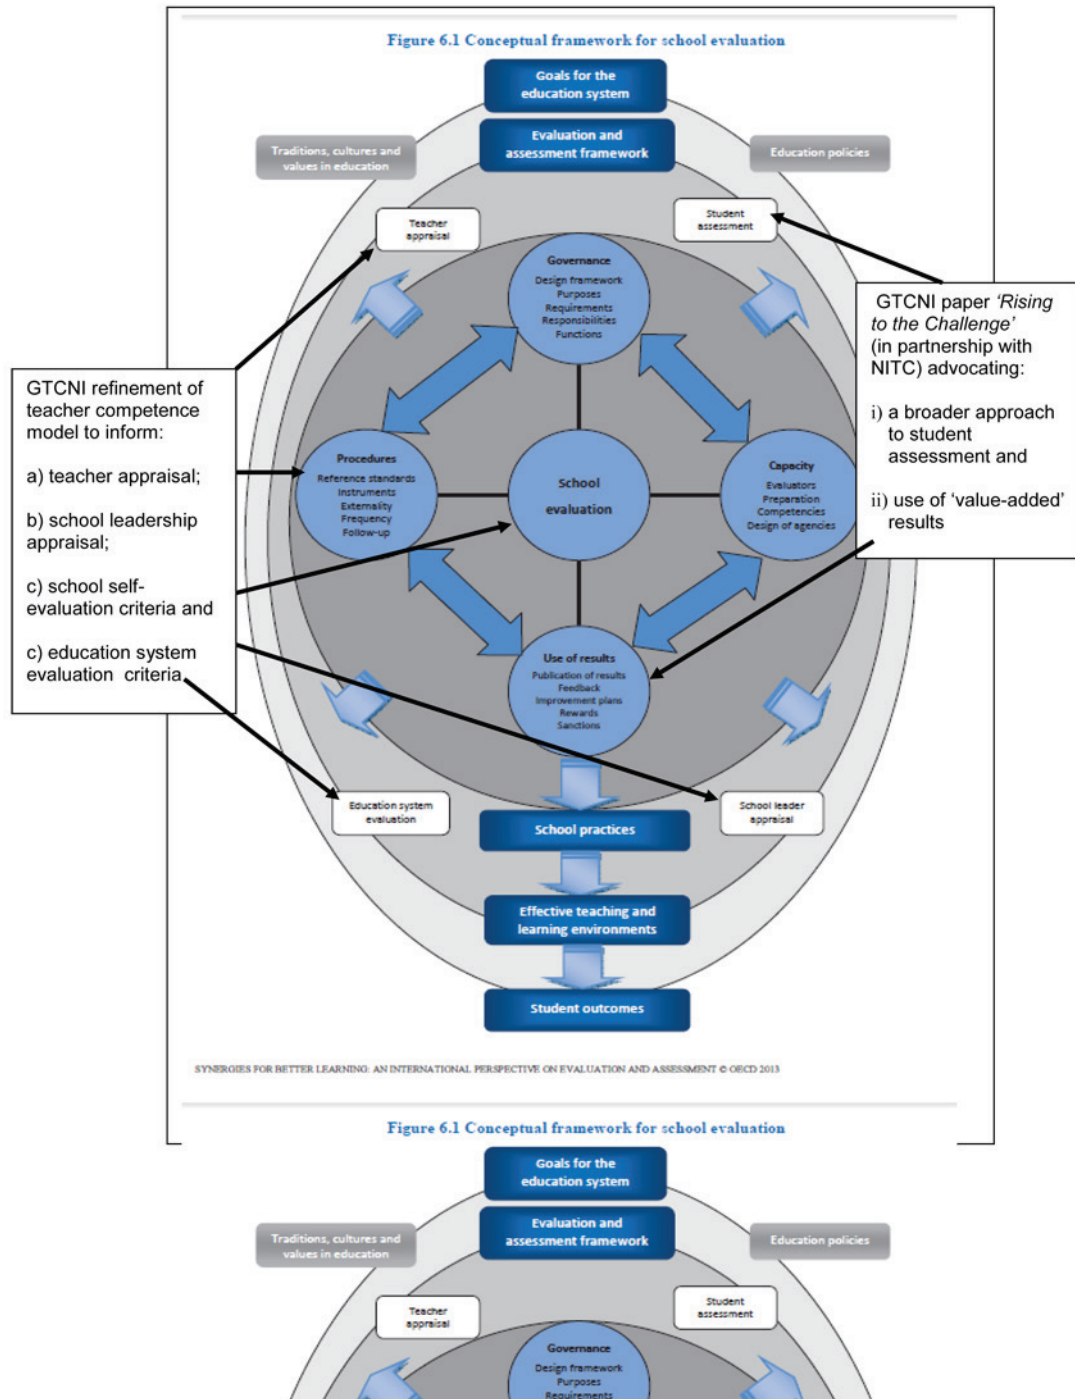 Figure 6.1 Conceptual framework for school evaluation
Goals for the
education system
Evaluation and
assessment framework
Traditions, cultures and
values in education
Education policies
Teacher
appraisal
Student
assessment
Governance
Design framework
Purposes
Requirements
Responsibilities
Functions
GTCNI refinement of
teacher competence
model to inform:
a) teacher appraisal;
b) school leadership
appraisal;
c) school self-
evaluation criteria and
c) education system
evaluation criteria
GTCNI paper ‘Rising
to the Challenge’
(in partnership with
NITC) advocating:
i) a broader approach
to student
assessment and
ii) use of ‘value-added’
results
Procedures
Reference standards
Instruments
Externality
Frequency
Follow-up
School
evaluation
Capacity
Evaluators
Preparation
Competencies
Design of agencies
Use of results
Publication of results
Feedback
Improvement plans
Rewards
Sanctions
Education system
evaluation
School leader
appraisal
School practices
Effective teaching and
learning environments
Student outcomes
SYNERGIES FOR BETTER LEARNING: AN INTERNATIONAL PERSPECTIVE ON EVALUATION AND ASSESSMENT © OECD 2013
Figure 6.1 Conceptual framework for school evaluation
Goals for the
education system
Evaluation and
assessment framework
Traditions, cultures and
values in education
Education policies
Teacher
appraisal
Student
assessment
Governance
Design framework
Purposes
Requirements